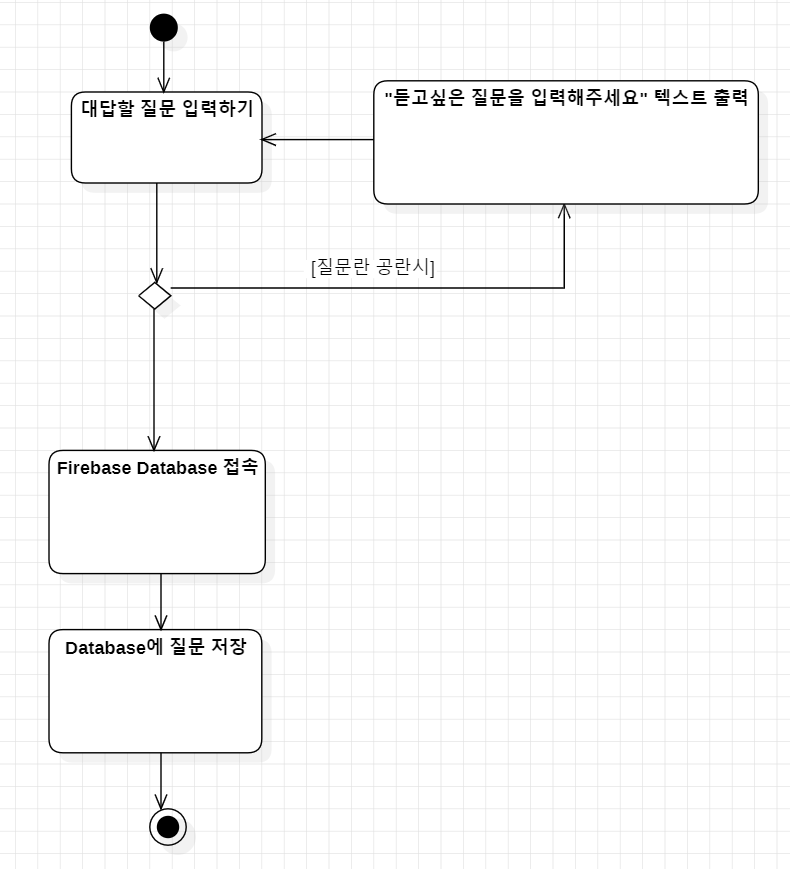 대답할 질문 입력하기
"듣고싶은 질문을 입력해주세요" 텍스트 출력
[질문란 공란시]
Firebase Database 접속
Database에 질문 저장